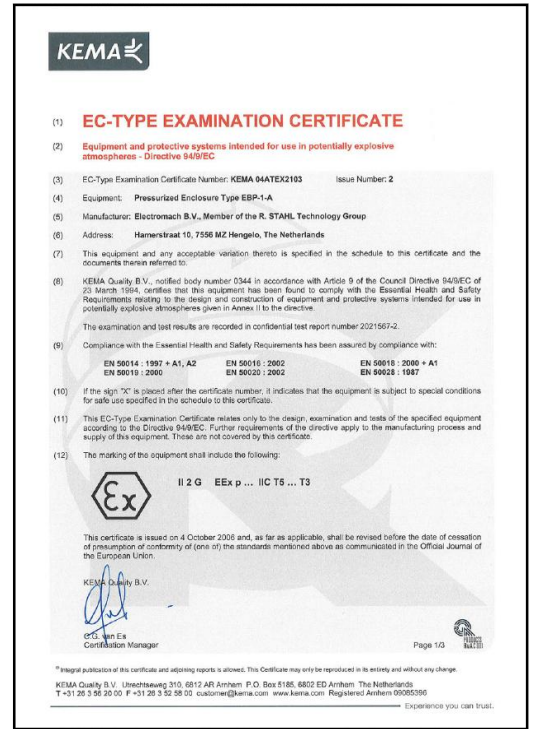 KEMA
(1) EC-TYPE EXAMINATION CERTIFICATE
(2) Equipment and protective systems intended for use in potentially explosive
atmospheres - Directive 94/9/EC
(3) EC-Type Examination Certificate Number: KEMA 04ATEX2103 Issue Number: 2
(4) Equipment: Pressurized Enclosure Type EBP-1-A
(5) Manufacturer: Electromach B.V., Member of the R. STAHL Technology Group
(6) Address: Hamerstraat 10, 7556 MZ Hengelo, The Netherlands
(7) This equipment and any acceptable variation thereto is specified in the schedule to this certificate and the
documents therein referred to.
(8) KEMA Quality B.V., notified body number 0344 in accordance with Article 9 of the Council Directive 94/9/EC of
23 March 1994, certifies that this equipment has been found to comply with the Essential Health and Safety
Requirements relating to the design and construction of equipment and protective systems intended for use in
potentially explosive atmospheres given in Annex II to the directive.
The examination and test results are recorded in confidential test report number 2021567-2.
(9) Compliance with the Essential Health and Safety Requirements has been assured by compliance with:
EN 50014 : 1997 + A1, A2 EN 50016 : 2002 EN 50018 : 2000 + A1
EN 50019 : 2000 EN 50020 : 2002 EN 50028 : 1987
(10) If the sign "X" is placed after the certificate number, it indicates that the equipment is subject to special conditions
for safe use specified in the schedule to this certificate.
(11) This EC-Type Examination Certificate relates only to the design, examination and tests of the specified equipment
according to the Directive 94/9/EC. Further requirements of the directive apply to the manufacturing process and
supply of this equipment. These are not covered by this certificate.
(12) The marking of the equipment shall include the following:
Ex II 2 G EEx p ... IIC T5 ... T3
This certificate is issued on 4 October 2006 and, as far as applicable, shall be revised before the date of cessation
of presumption of conformity of (one of) the standards mentioned above as communicated in the Official Journal of
the European Union.
KEMA Quality B.V.
C.G. van Es
Certification Manager
Page 1/3
Integral publication of this certificate and adjoining reports is allowed. This Certificate may only be reproduced in its entirety and without any change.
KEMA Quality B.V. Utrechtseweg 310, 6812 AR Arnhem P.O. Box 5185, 6802 ED Arnhem The Netherlands
T +31 26 3 56 20 00 F +31 26 3 52 58 00 customer@kema.com www.kema.com Registered Arnhem 09085396
Experience you can trust.